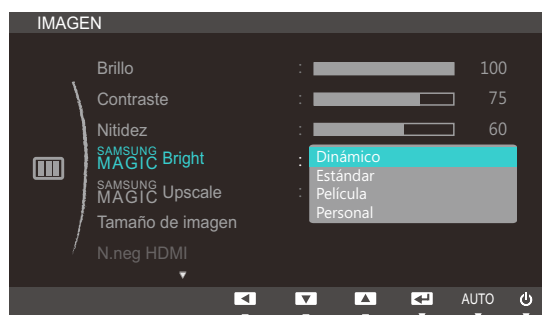 IMAGEN
Brillo : 100
Contraste : 75
Nitidez : 60
SAMSUNG MAGIC Bright : Dinámico
Estándar
SAMSUNG MAGIC Upscale : Película
Personal
Tamaño de imagen
N.neg HDMI
AUTO